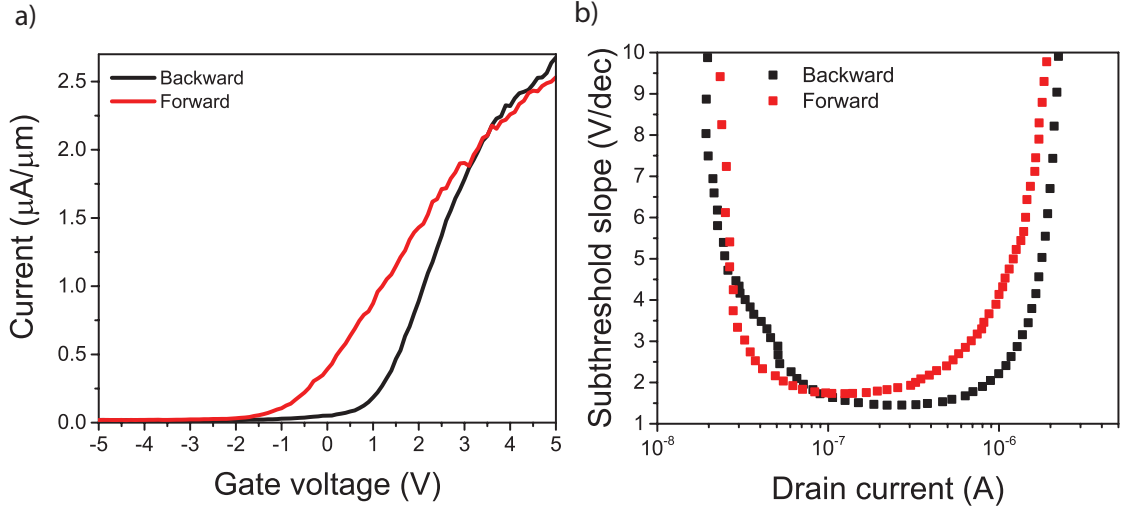 a)
Current (μA/μm)
2.5
2.0
1.5
1.0
0.5
0.0
Backward
Forward
-5 -4 -3 -2 -1 0 1 2 3 4 5
Gate voltage (V)
b)
Subthreshold slope (V/dec)
10
9
8
7
6
5
4
3
2
1
Backward
Forward
10⁻⁸ 10⁻⁷ 10⁻⁶
Drain current (A)